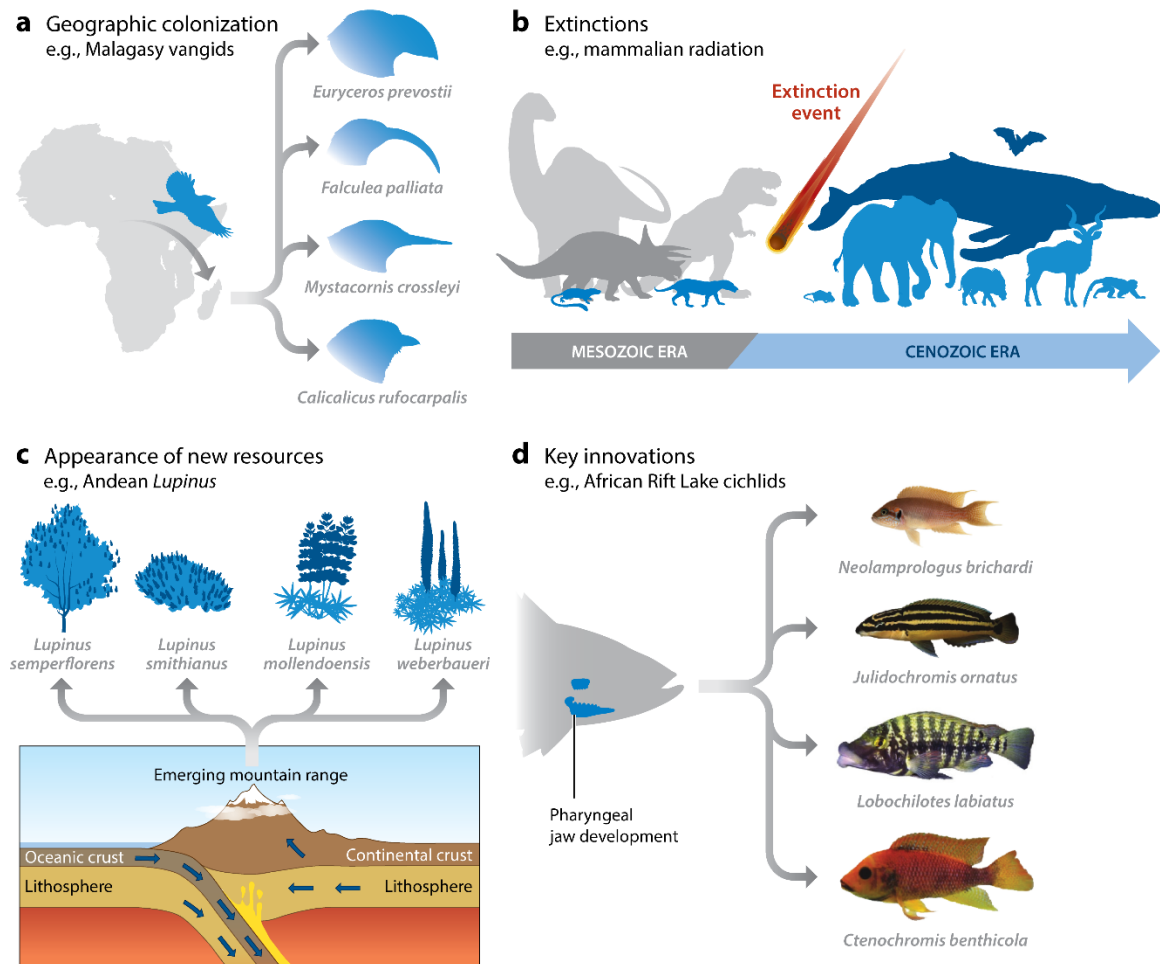 a Geographic colonization
e.g., Malagasy vangids
Euryceros prevostii
Falculea palliata
Mystacornis crossleyi
Calicalicus rufocarpalis
b Extinctions
e.g., mammalian radiation
Extinction
event
MESOZOIC ERA
CENOZOIC ERA
c Appearance of new resources
e.g., Andean Lupinus
Lupinus
semperflorens
Lupinus
smithianus
Lupinus
mollendoensis
Lupinus
weberbaueri
Emerging mountain range
Oceanic crust
Continental crust
Lithosphere
Lithosphere
d Key innovations
e.g., African Rift Lake cichlids
Neolamprologus brichardi
Julidochromis ornatus
Lobochilotes labiatus
Ctenochromis benthicola
Pharyngeal
jaw development